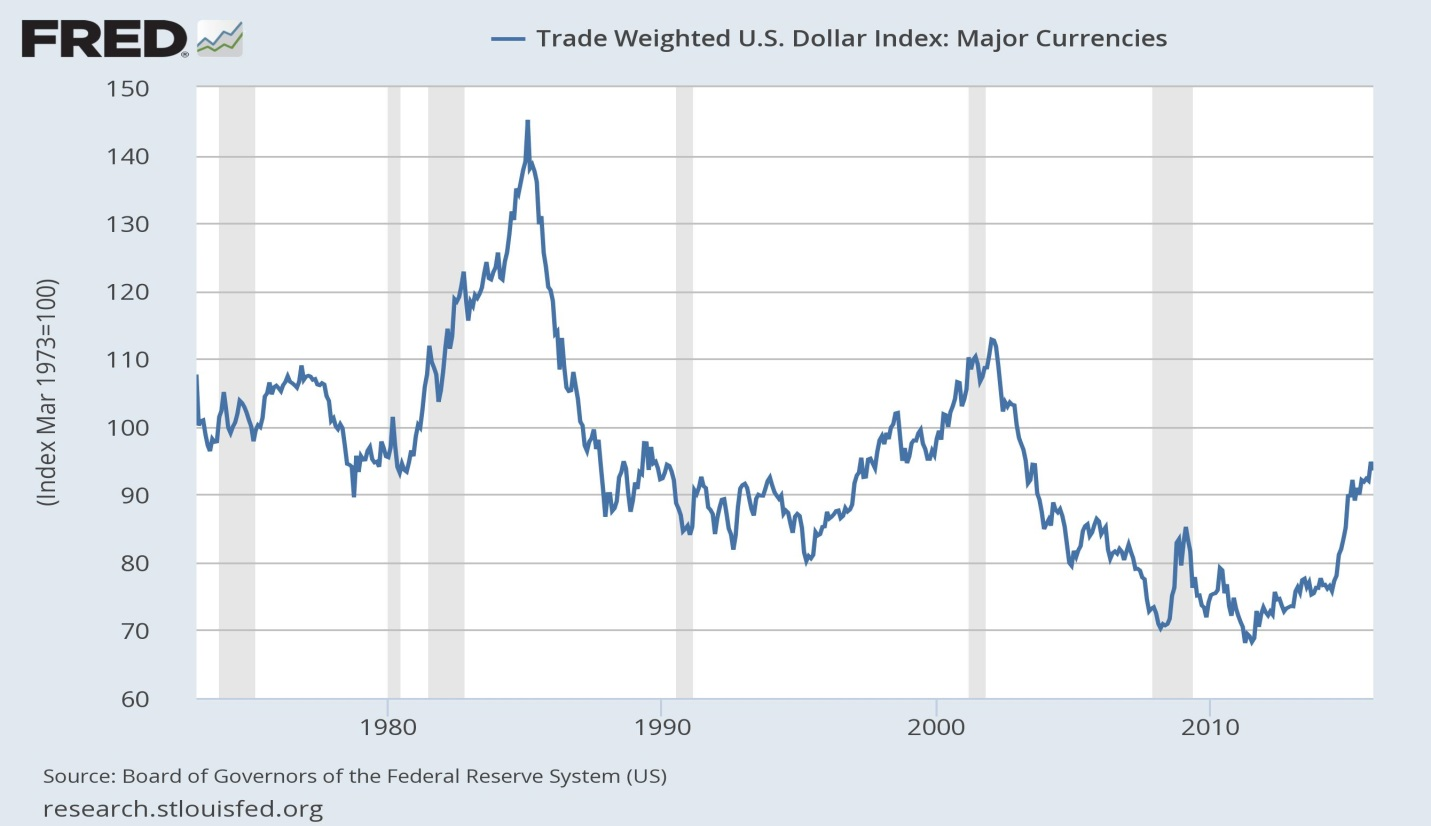 FRED®
Trade Weighted U.S. Dollar Index: Major Currencies
(Index Mar 1973=100)
150
140
130
120
110
100
90
80
70
60
1980 1990 2000 2010
Source: Board of Governors of the Federal Reserve System (US)
research.stlouisfed.org